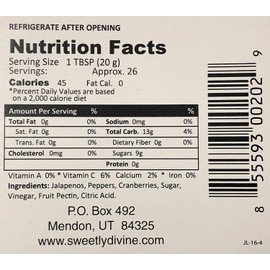 REFRIGERATE AFTER OPENING
Nutrition Facts
Serving Size 1 TBSP (20 g)
Servings: Approx. 26
Calories 45 Fat Cal. 0
*Percent Daily Values are based on a 2,000 calorie diet
Amount Per Serving % %
Total Fat 0g 0% Sodium 0mg 0%
Sat. Fat 0g 0% Total Carb. 13g 4%
Trans. Fat 0g Dietary Fiber 0g 0%
Cholesterol 0mg 0% Sugars 9g
Protein 0g 0%
Vitamin A 0% * Vitamin C 6% Calcium 2% * Iron 0%
Ingredients: Jalapenos, Peppers, Cranberries, Sugar,
Vinegar, Fruit Pectin, Citric Acid.
P.O. Box 492
Mendon, UT 84325
www.sweetlydivine.com
JL-16-4
8 55593 00202 9